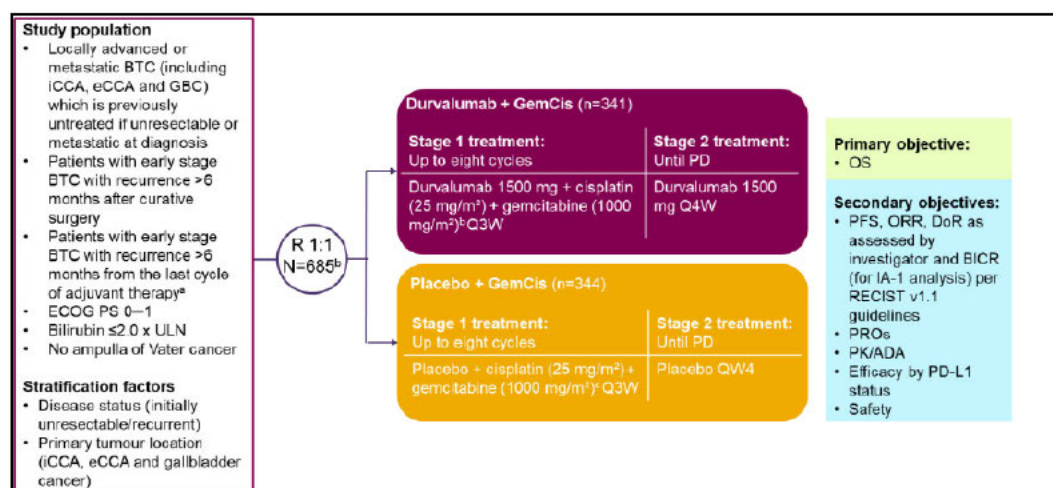 Study population
• Locally advanced or
metastatic BTC (including
iCCA, eCCA and GBC)
which is previously
untreated if unresectable or
metastatic at diagnosis
• Patients with early stage
BTC with recurrence >6
months after curative
surgery
• Patients with early stage
BTC with recurrence >6
months from the last cycle
of adjuvant therapyª
• ECOG PS 0–1
• Bilirubin ≤2.0 x ULN
• No ampulla of Vater cancer
Stratification factors
• Disease status (initially
unresectable/recurrent)
• Primary tumour location
(iCCA, eCCA and gallbladder
cancer)
R 1:1
N=685ᵇ
Durvalumab + GemCis (n=341)
Stage 1 treatment:
Up to eight cycles
Stage 2 treatment:
Until PD
Durvalumab 1500 mg + cisplatin
(25 mg/m²) + gemcitabine (1000
mg/m²)ᵇ Q3W
Durvalumab 1500
mg Q4W
Placebo + GemCis (n=344)
Stage 1 treatment:
Up to eight cycles
Stage 2 treatment:
Until PD
Placebo + cisplatin (25 mg/m²) +
gemcitabine (1000 mg/m²)ᶜ Q3W
Placebo QW4
Primary objective:
• OS
Secondary objectives:
• PFS, ORR, DoR as
assessed by
investigator and BICR
(for IA-1 analysis) per
RECIST v1.1
guidelines
• PROs
• PK/ADA
• Efficacy by PD-L1
status
• Safety